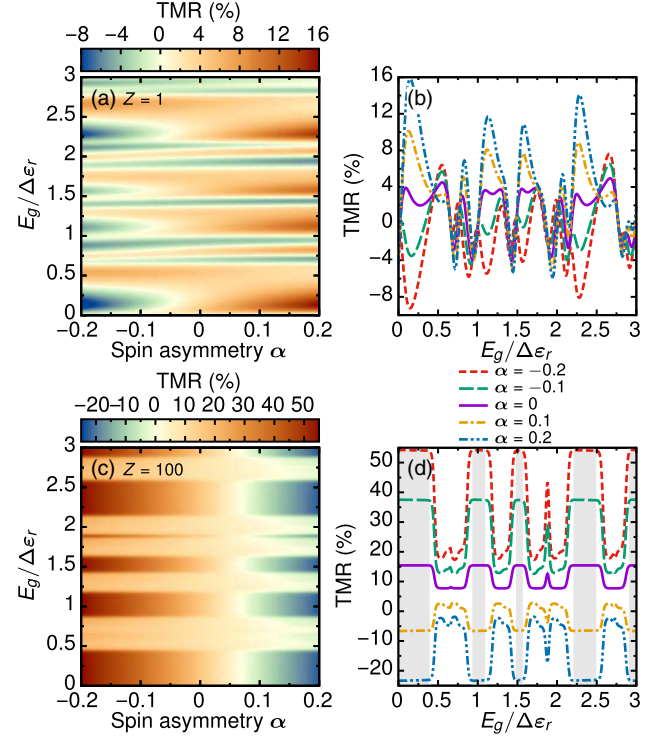 TMR (%)
−8 −4 0 4 8 12 16
(a) Z = 1
3
2.5
2
1.5
1
0.5
0
E_g/Δε_r
−0.2 −0.1 0 0.1 0.2
Spin asymmetry α
(b)
16
12
8
4
0
−4
−8
TMR (%)
0 0.5 1 1.5 2 2.5 3
E_g/Δε_r
α = −0.2
α = −0.1
α = 0
α = 0.1
α = 0.2
TMR (%)
−20 −10 0 10 20 30 40 50
(c) Z = 100
3
2.5
2
1.5
1
0.5
0
E_g/Δε_r
−0.2 −0.1 0 0.1 0.2
Spin asymmetry α
(d)
50
40
30
20
10
0
−10
−20
TMR (%)
0 0.5 1 1.5 2 2.5 3
E_g/Δε_r